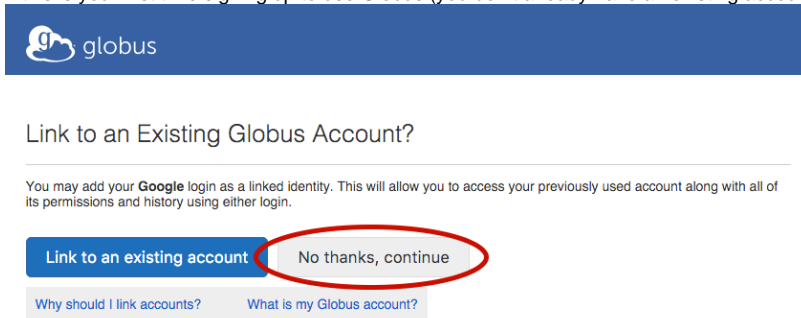 globus
Link to an Existing Globus Account?
You may add your Google login as a linked identity. This will allow you to access your previously used account along with all of
its permissions and history using either login.
Link to an existing account No thanks, continue
Why should I link accounts? What is my Globus account?